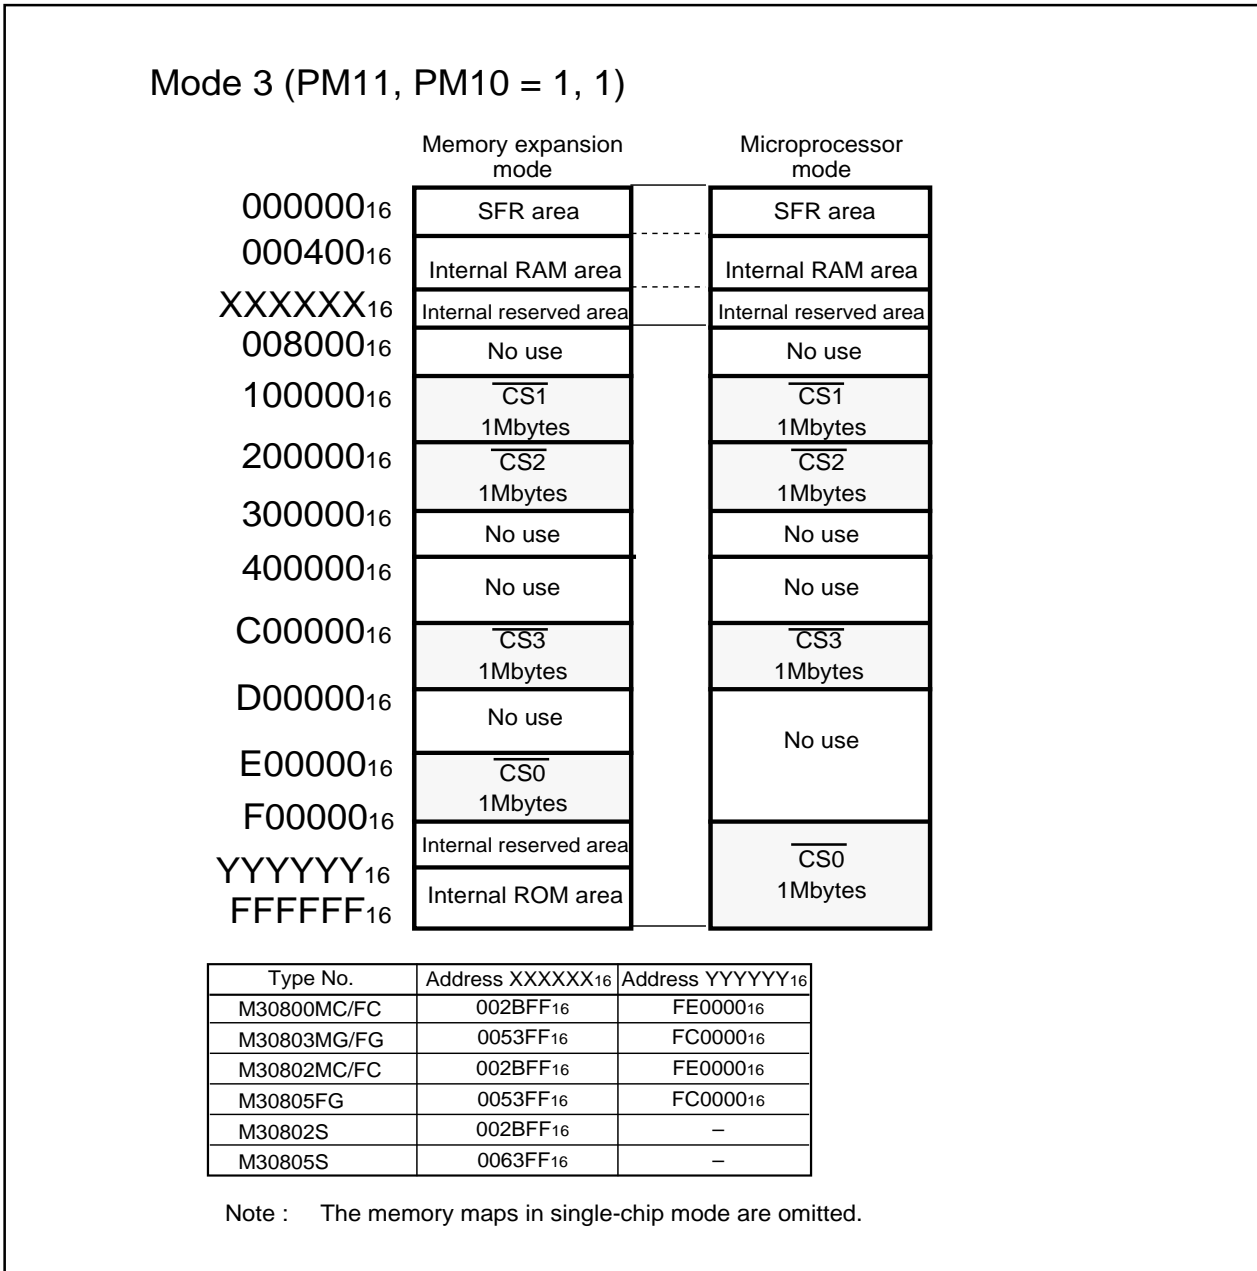 Mode 3 (PM11, PM10 = 1, 1)
Memory expansion
mode
Microprocessor
mode
000000₁₆
SFR area
SFR area
000400₁₆
Internal RAM area
Internal RAM area
XXXXXX₁₆
Internal reserved area
Internal reserved area
008000₁₆
No use
No use
100000₁₆
CS1
1Mbytes
CS1
1Mbytes
200000₁₆
CS2
1Mbytes
CS2
1Mbytes
300000₁₆
No use
No use
400000₁₆
No use
No use
C00000₁₆
CS3
1Mbytes
CS3
1Mbytes
D00000₁₆
No use
No use
E00000₁₆
CS0
1Mbytes
F00000₁₆
Internal reserved area
CS0
1Mbytes
YYYYYY₁₆
Internal ROM area
FFFFFF₁₆
Type No. Address XXXXXX₁₆ Address YYYYYY₁₆
M30800MC/FC 002BFF₁₆ FE0000₁₆
M30803MG/FG 0053FF₁₆ FC0000₁₆
M30802MC/FC 002BFF₁₆ FE0000₁₆
M30805FG 0053FF₁₆ FC0000₁₆
M30802S 002BFF₁₆ –
M30805S 0063FF₁₆ –
Note : The memory maps in single-chip mode are omitted.